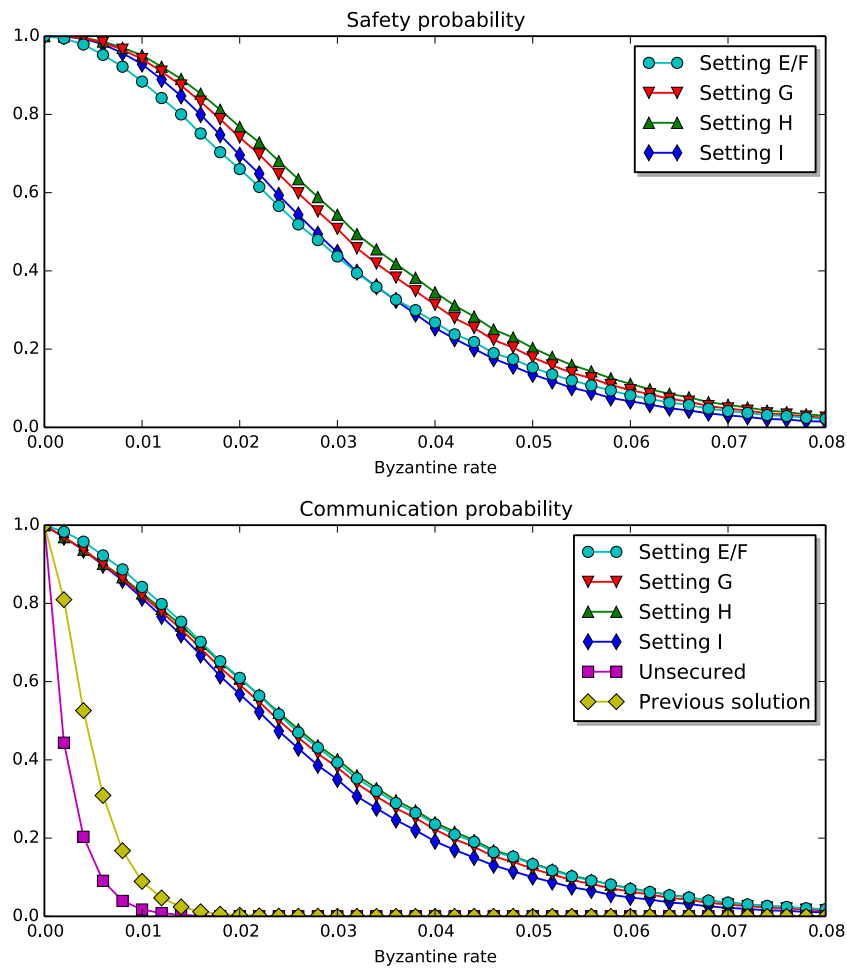 Safety probability
1.0
0.8
0.6
0.4
0.2
0.0
Setting E/F
Setting G
Setting H
Setting I
0.00 0.01 0.02 0.03 0.04 0.05 0.06 0.07 0.08
Byzantine rate
Communication probability
1.0
0.8
0.6
0.4
0.2
0.0
Setting E/F
Setting G
Setting H
Setting I
Unsecured
Previous solution
0.00 0.01 0.02 0.03 0.04 0.05 0.06 0.07 0.08
Byzantine rate